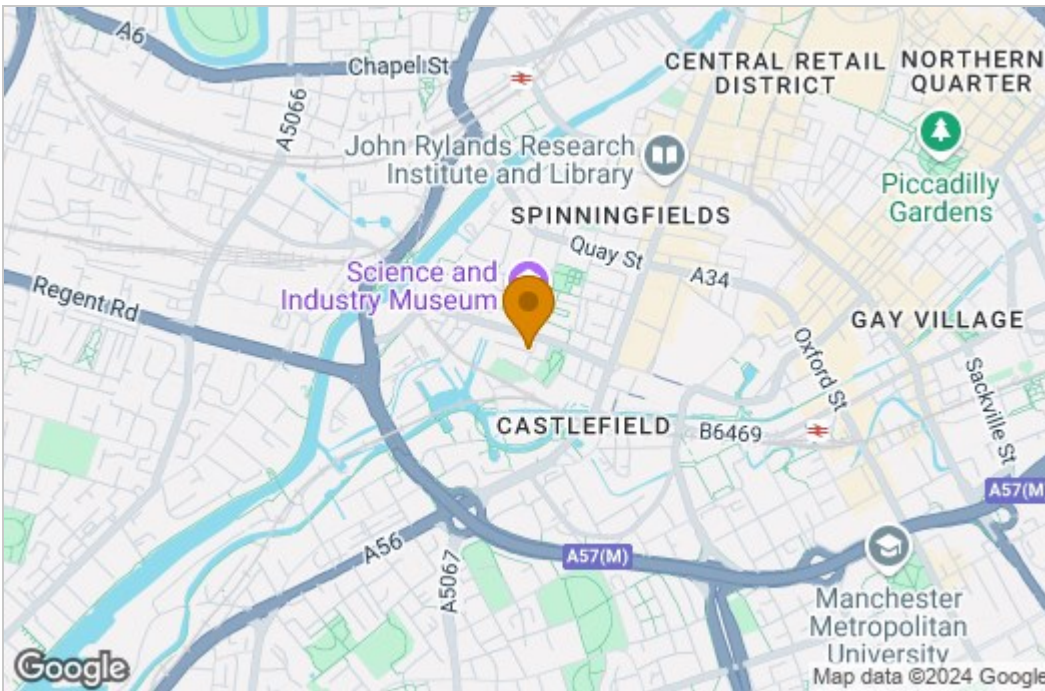 A6
Chapel St
CENTRAL RETAIL
DISTRICT
NORTHERN
QUARTER
A5066
John Rylands Research
Institute and Library
Piccadilly
Gardens
SPINNINGFIELDS
Quay St
A34
Science and
Industry Museum
Regent Rd
GAY VILLAGE
Oxford St
Sackville St
CASTLEFIELD
B6469
A57(M
A56
A5067
A57(M)
Manchester
Metropolitan
University
Google
Map data ©2024 Google